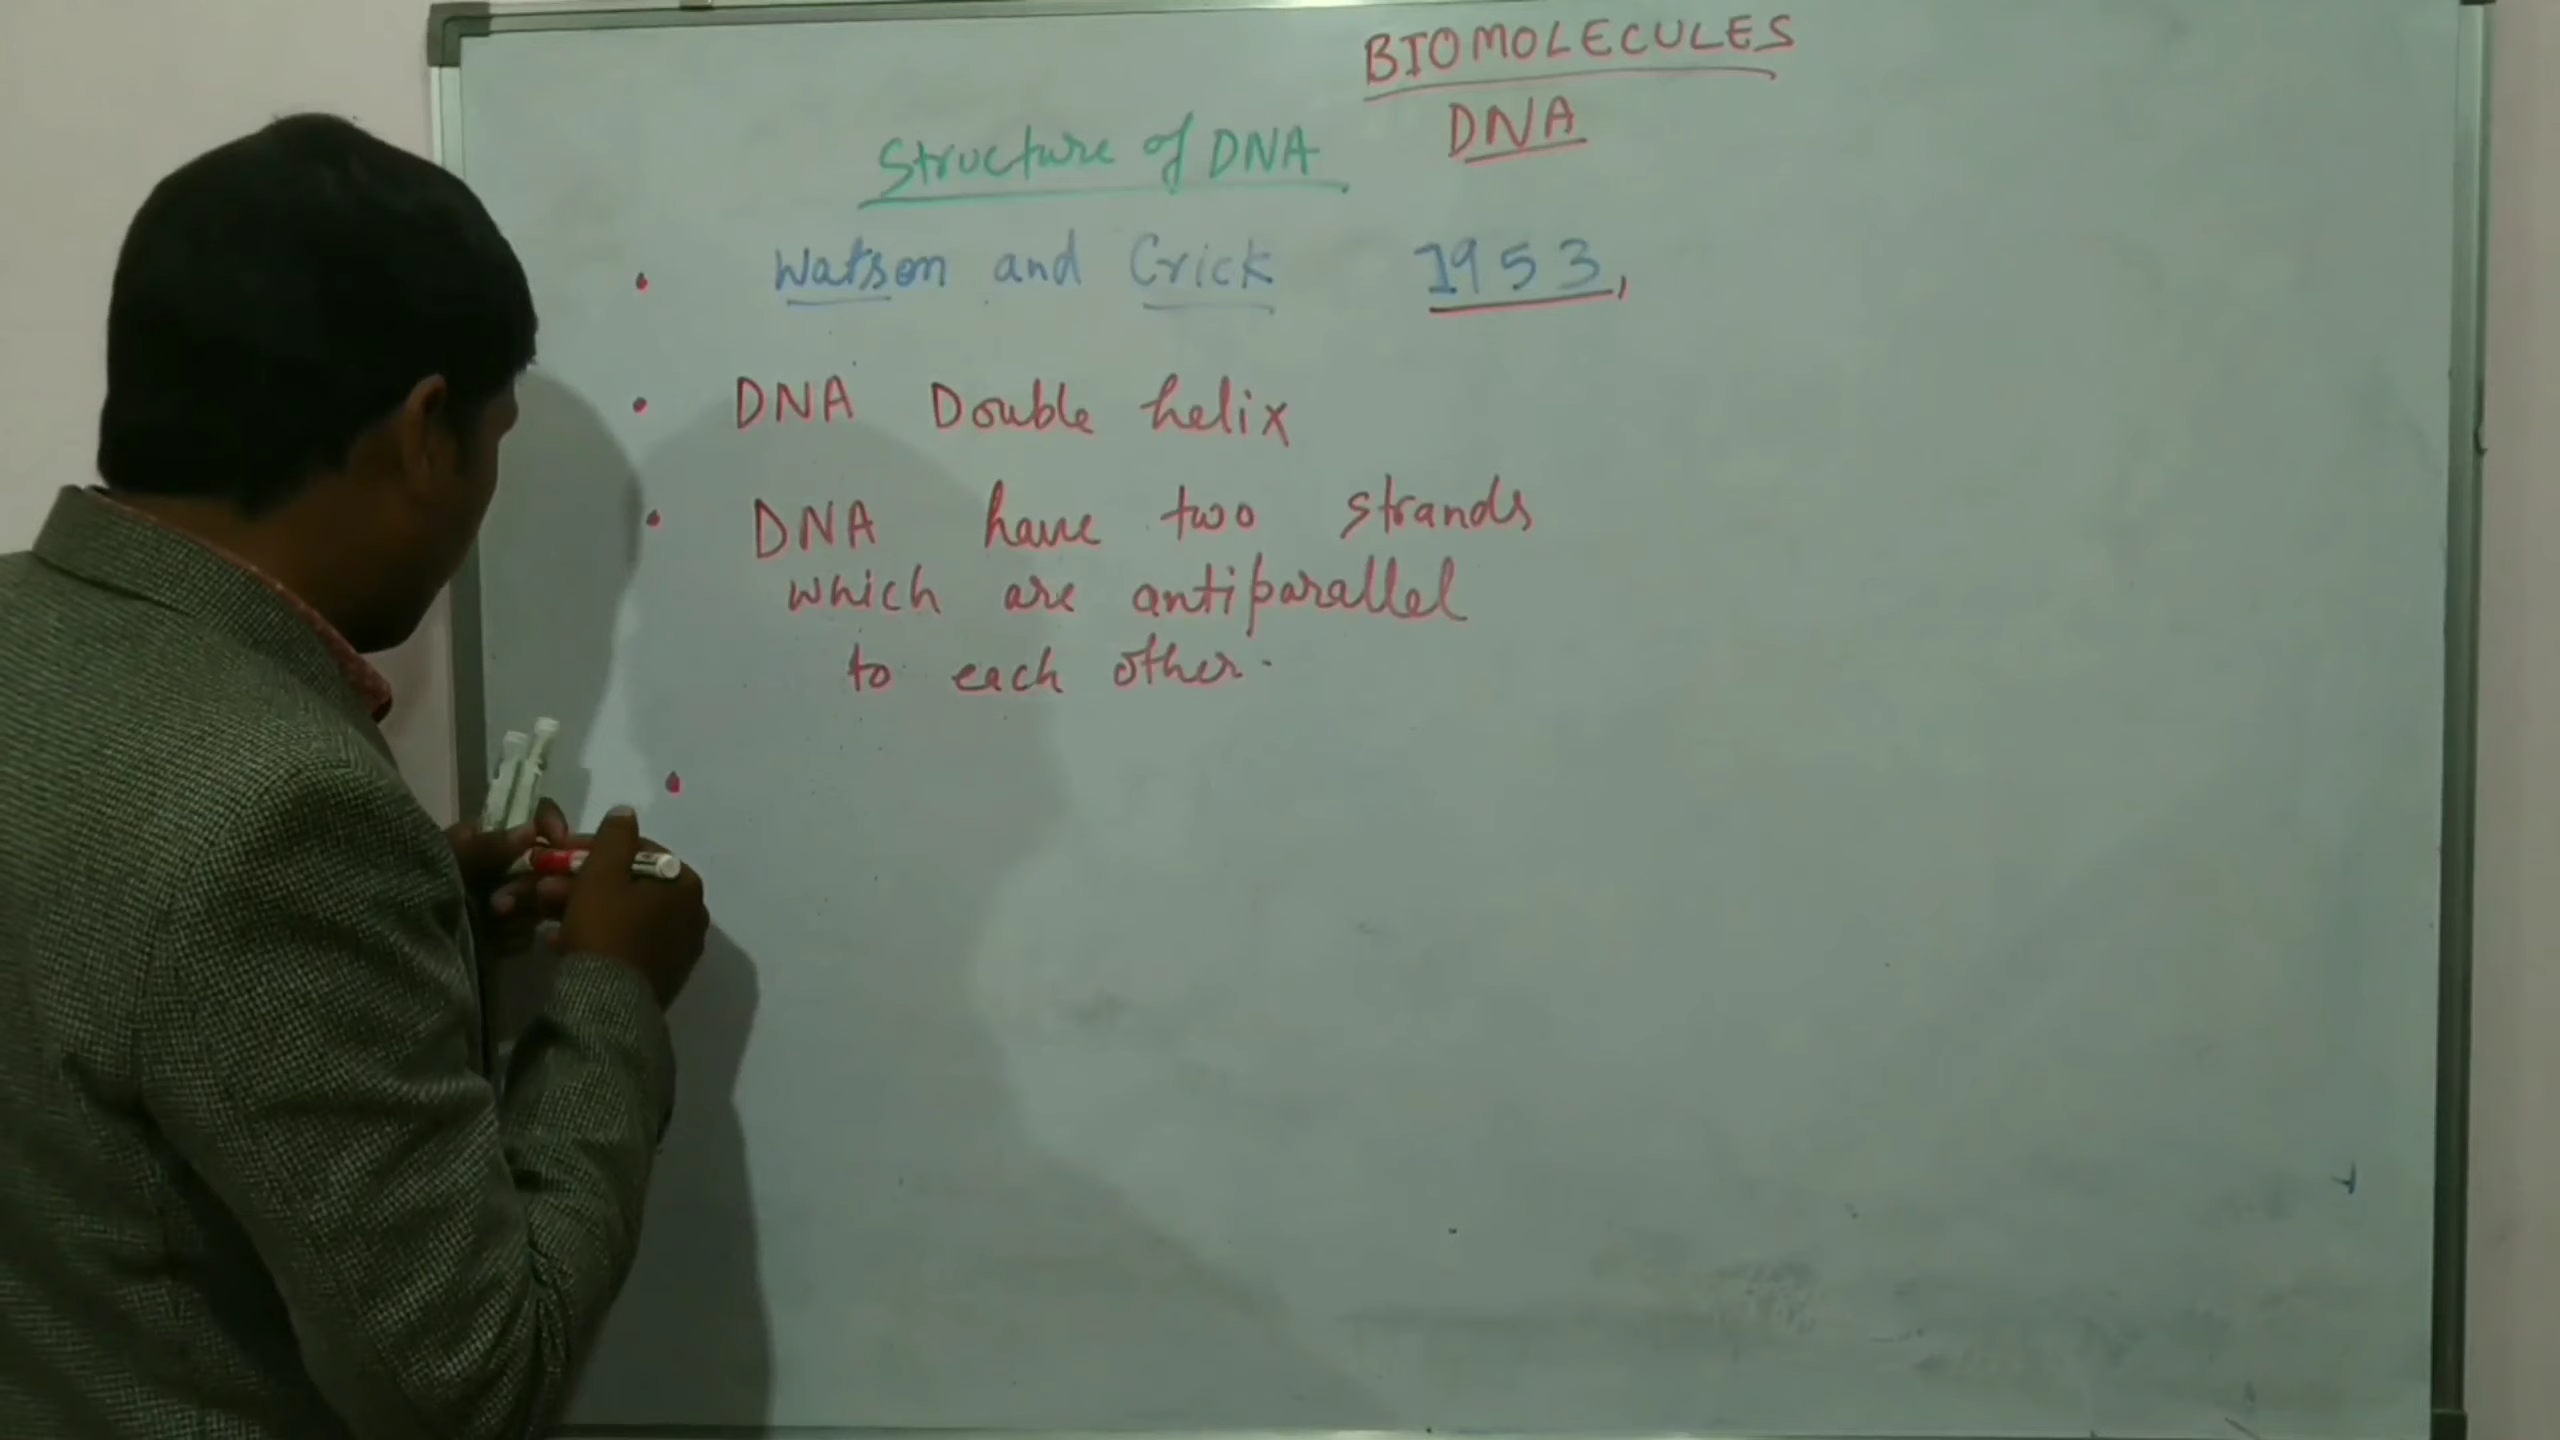 BIOMOLECULES
DNA
Structure of DNA
• Watson and Crick 1953,
• DNA Double helix
• DNA have two strands
which are antiparallel
to each other.
•